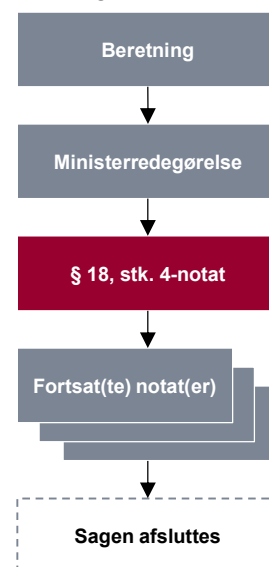 Beretning
Ministerredegørelse
§ 18, stk. 4-notat
Fortsat(te) notat(er)
Sagen afsluttes